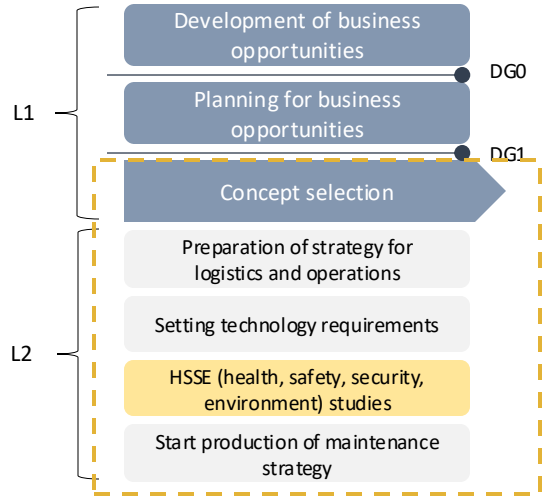 Development of business
opportunities
DG0
Planning for business
opportunities
L1
DG1
Concept selection
Preparation of strategy for
logistics and operations
Setting technology requirements
L2
HSSE (health, safety, security,
environment) studies
Start production of maintenance
strategy